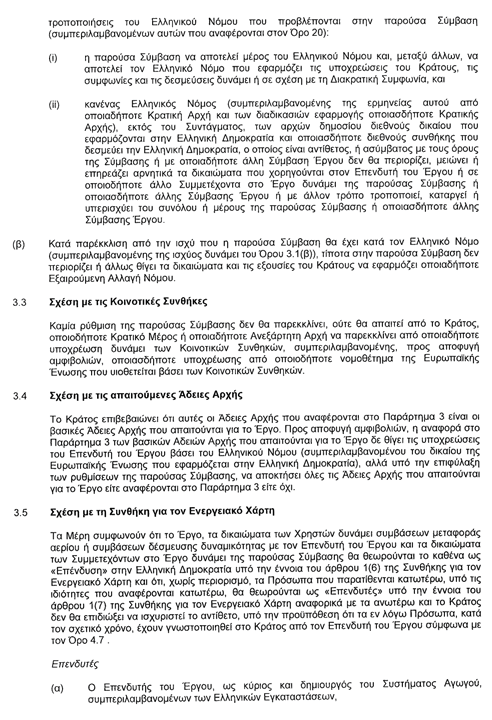 τροποποιήσεις του Ελληνικού Νόμου που προβλέπονται στην παρούσα Σύμβαση
(συμπεριλαμβανομένων αυτών που αναφέρονται στον Όρο 20):
(i) η παρούσα Σύμβαση να αποτελεί μέρος του Ελληνικού Νόμου και, μεταξύ άλλων, να
αποτελεί τον Ελληνικό Νόμο που εφαρμόζει τις υποχρεώσεις του Κράτους, τις
συμφωνίες και τις δεσμεύσεις δυνάμει ή σε σχέση με τη Διακρατική Συμφωνία, και
(ii) κανένας Ελληνικός Νόμος (συμπεριλαμβανομένης της ερμηνείας αυτού από
οποιαδήποτε Κρατική Αρχή και των διαδικασιών εφαρμογής οποιασδήποτε Κρατικής
Αρχής), εκτός του Συντάγματος, των αρχών δημοσίου διεθνούς δικαίου που
εφαρμόζονται στην Ελληνική Δημοκρατία και οποιασδήποτε διεθνούς συνθήκης που
δεσμεύει την Ελληνική Δημοκρατία, ο οποίος είναι αντίθετος, ή ασύμβατος με τους όρους
της Σύμβασης ή με οποιαδήποτε άλλη Σύμβαση Έργου δεν θα περιορίζει, μειώνει ή
επηρεάζει αρνητικά τα δικαιώματα που χορηγούνται στον Επενδυτή του Έργου ή σε
οποιοδήποτε άλλο Συμμετέχοντα στο Έργο δυνάμει της παρούσας Σύμβασης ή
οποιασδήποτε άλλης Σύμβασης Έργου ή με άλλον τρόπο τροποποιεί, καταργεί ή
υπερισχύει του συνόλου ή μέρους της παρούσας Σύμβασης ή οποιασδήποτε άλλης
Σύμβασης Έργου.
(β) Κατά παρέκκλιση από την ισχύ που η παρούσα Σύμβαση θα έχει κατά τον Ελληνικό Νόμο
(συμπεριλαμβανομένης της ισχύος δυνάμει του Όρου 3.1(β)), τίποτα στην παρούσα Σύμβαση δεν
περιορίζει ή άλλως θίγει τα δικαιώματα και τις εξουσίες του Κράτους να εφαρμόζει οποιαδήποτε
Εξαιρούμενη Αλλαγή Νόμου.
3.3 Σχέση με τις Κοινοτικές Συνθήκες
Καμία ρύθμιση της παρούσας Σύμβασης δεν θα παρεκκλίνει, ούτε θα απαιτεί από το Κράτος,
οποιοδήποτε Κρατικό Μέρος ή οποιαδήποτε Ανεξάρτητη Αρχή να παρεκκλίνει από οποιαδήποτε
υποχρέωση δυνάμει των Κοινοτικών Συνθηκών, συμπεριλαμβανομένης, προς αποφυγή
αμφιβολιών, οποιασδήποτε υποχρέωσης από οποιοδήποτε νομοθέτημα της Ευρωπαϊκής
Ένωσης που υιοθετείται βάσει των Κοινοτικών Συνθηκών.
3.4 Σχέση με τις απαιτούμενες Άδειες Αρχής
Το Κράτος επιβεβαιώνει ότι αυτές οι Άδειες Αρχής που αναφέρονται στο Παράρτημα 3 είναι οι
βασικές Άδειες Αρχής που απαιτούνται για το Έργο. Προς αποφυγή αμφιβολιών, η αναφορά στο
Παράρτημα 3 των βασικών Αδειών Αρχής που απαιτούνται για το Έργο δε θίγει τις υποχρεώσεις
του Επενδυτή του Έργου βάσει του Ελληνικού Νόμου (συμπεριλαμβανομένου του δικαίου της
Ευρωπαϊκής Ένωσης που εφαρμόζεται στην Ελληνική Δημοκρατία), αλλά υπό την επιφύλαξη
των ρυθμίσεων της παρούσας Σύμβασης, να αποκτήσει όλες τις Άδειες Αρχής που απαιτούνται
για το Έργο είτε αναφέρονται στο Παράρτημα 3 είτε όχι.
3.5 Σχέση με τη Συνθήκη για τον Ενεργειακό Χάρτη
Τα Μέρη συμφωνούν ότι το Έργο, τα δικαιώματα των Χρηστών δυνάμει συμβάσεων μεταφοράς
αερίου ή συμβάσεων δέσμευσης δυναμικότητας με τον Επενδυτή του Έργου και τα δικαιώματα
των Συμμετεχόντων στο Έργο δυνάμει της παρούσας Σύμβασης θα θεωρούνται το καθένα ως
«Επένδυση» στην Ελληνική Δημοκρατία υπό την έννοια του άρθρου 1(6) της Συνθήκης για τον
Ενεργειακό Χάρτη και ότι, χωρίς περιορισμό, τα Πρόσωπα που παρατίθενται κατωτέρω, υπό τις
ιδιότητες που αναφέρονται κατωτέρω, θα θεωρούνται ως «Επενδυτές» υπό την έννοια του
άρθρου 1(7) της Συνθήκης για τον Ενεργειακό Χάρτη αναφορικά με τα ανωτέρω και το Κράτος
δεν θα επιδιώξει να ισχυριστεί το αντίθετο, υπό την προϋπόθεση ότι τα εν λόγω Πρόσωπα, κατά
τον σχετικό χρόνο, έχουν γνωστοποιηθεί στο Κράτος από τον Επενδυτή του Έργου σύμφωνα με
τον Όρο 4.7 .
Επενδυτές
(α) Ο Επενδυτής του Έργου, ως κύριος και δημιουργός του Συστήματος Αγωγού,
συμπεριλαμβανομένων των Ελληνικών Εγκαταστάσεων,